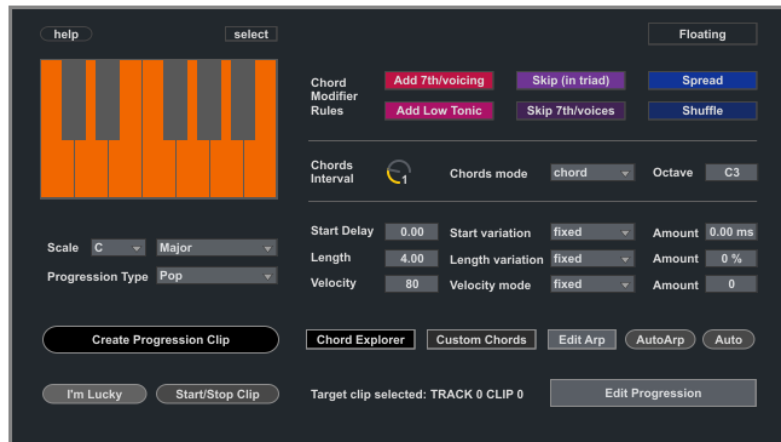 help select Floating
Chord Modifier Rules
Add 7th/voicing Skip (in triad) Spread
Add Low Tonic Skip 7th/voices Shuffle
Chords Interval 1 Chords mode chord Octave C3
Scale C Major
Progression Type Pop
Start Delay 0.00 Start variation fixed Amount 0.00 ms
Length 4.00 Length variation fixed Amount 0 %
Velocity 80 Velocity mode fixed Amount 0
Create Progression Clip
Chord Explorer Custom Chords Edit Arp AutoArp Auto
I'm Lucky Start/Stop Clip
Target clip selected: TRACK 0 CLIP 0 Edit Progression